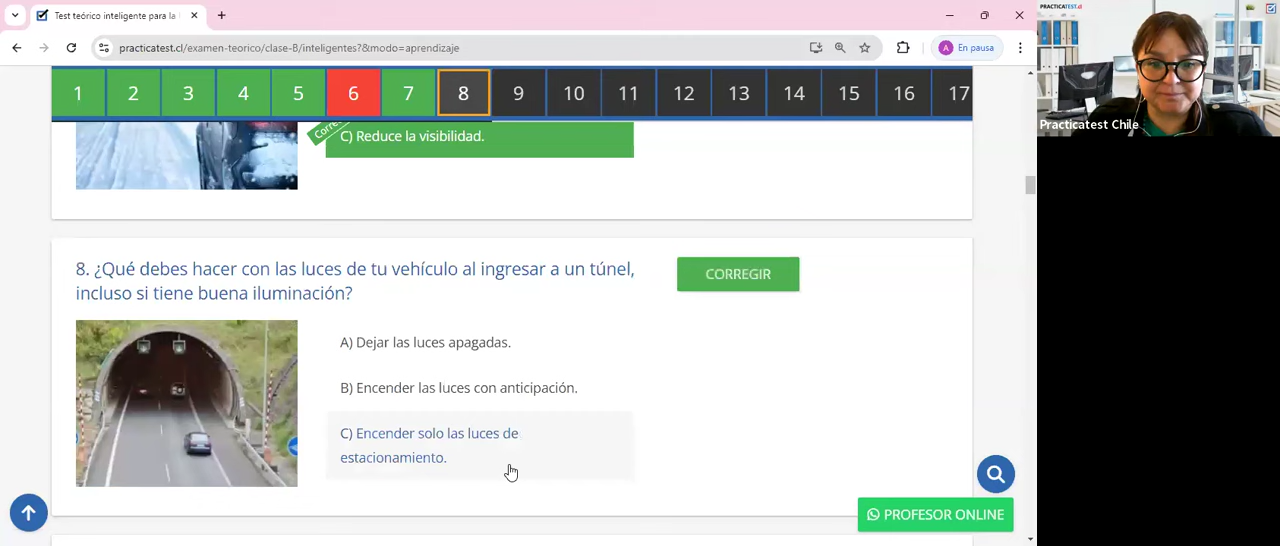 Test teórico inteligente para la
practicatest.cl/examen-teorico/clase-B/inteligentes?&modo=aprendizaje
A
En pausa
1 2 3 4 5 6 7 8 9 10 11 12 13 14 15 16 17
Correc
C) Reduce la visibilidad.
8. ¿Qué debes hacer con las luces de tu vehículo al ingresar a un túnel,
incluso si tiene buena iluminación?
CORREGIR
A) Dejar las luces apagadas.
B) Encender las luces con anticipación.
C) Encender solo las luces de
estacionamiento.
PROFESOR ONLINE
PRACTICATEST.cl
Practicatest Chile